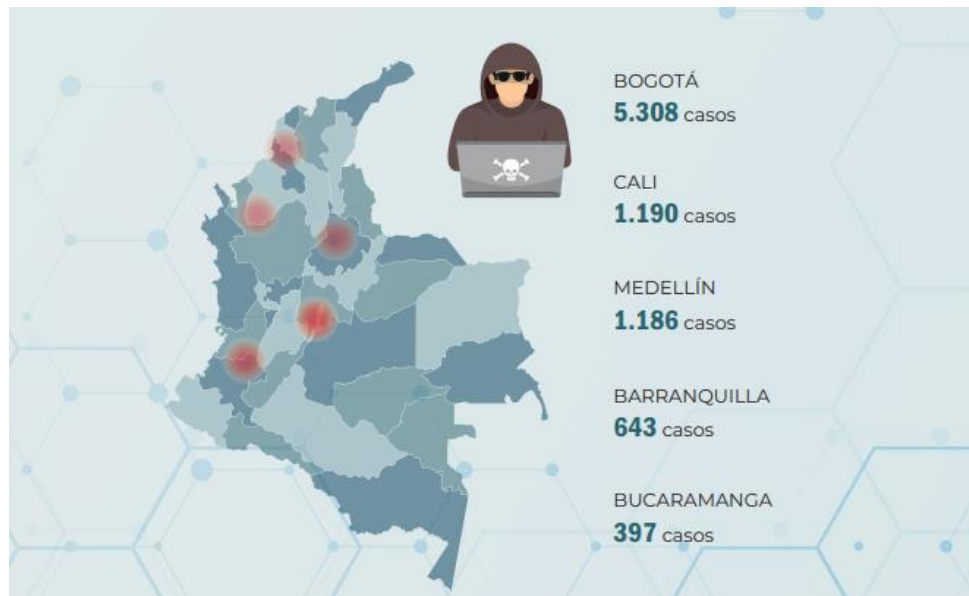 BOGOTÁ
5.308 casos
CALI
1.190 casos
MEDELLÍN
1.186 casos
BARRANQUILLA
643 casos
BUCARAMANGA
397 casos